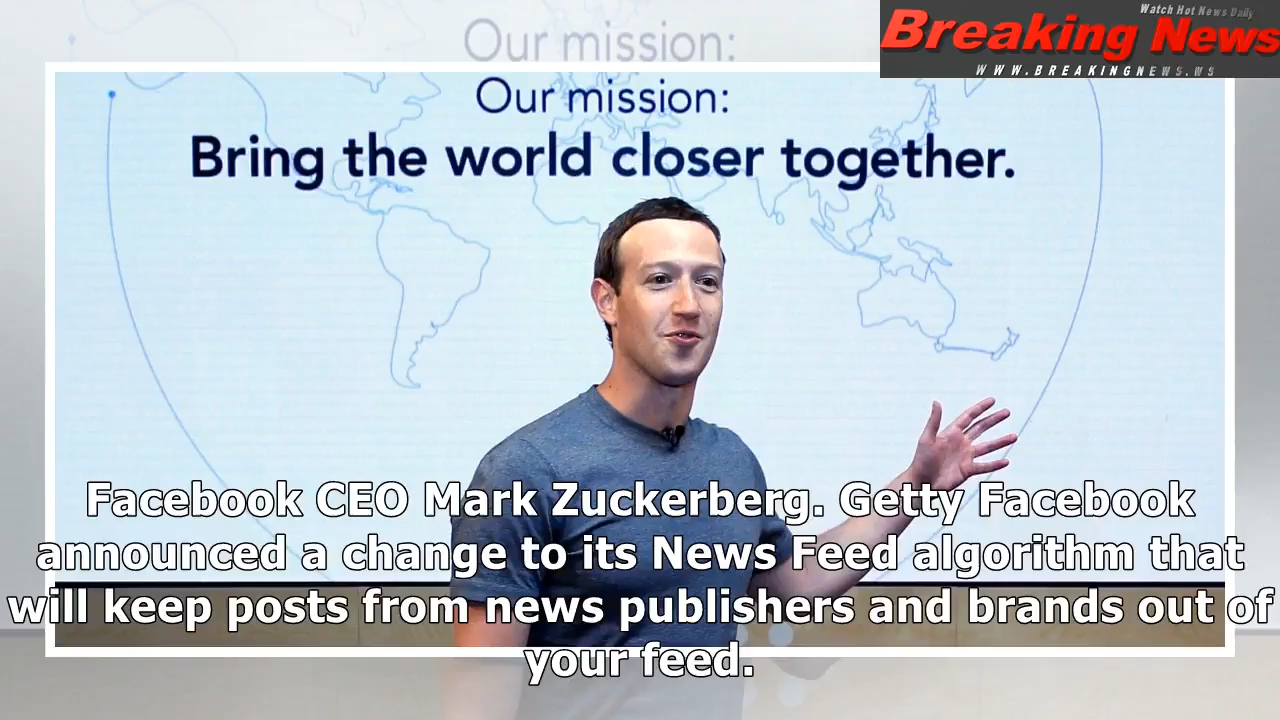 Our mission:
Watch Hot News Daily
Breaking News
WWW.BREAKINGNEWS.WS
Our mission:
Bring the world closer together.
Facebook CEO Mark Zuckerberg. Getty Facebook
announced a change to its News Feed algorithm that
will keep posts from news publishers and brands out of
your feed.